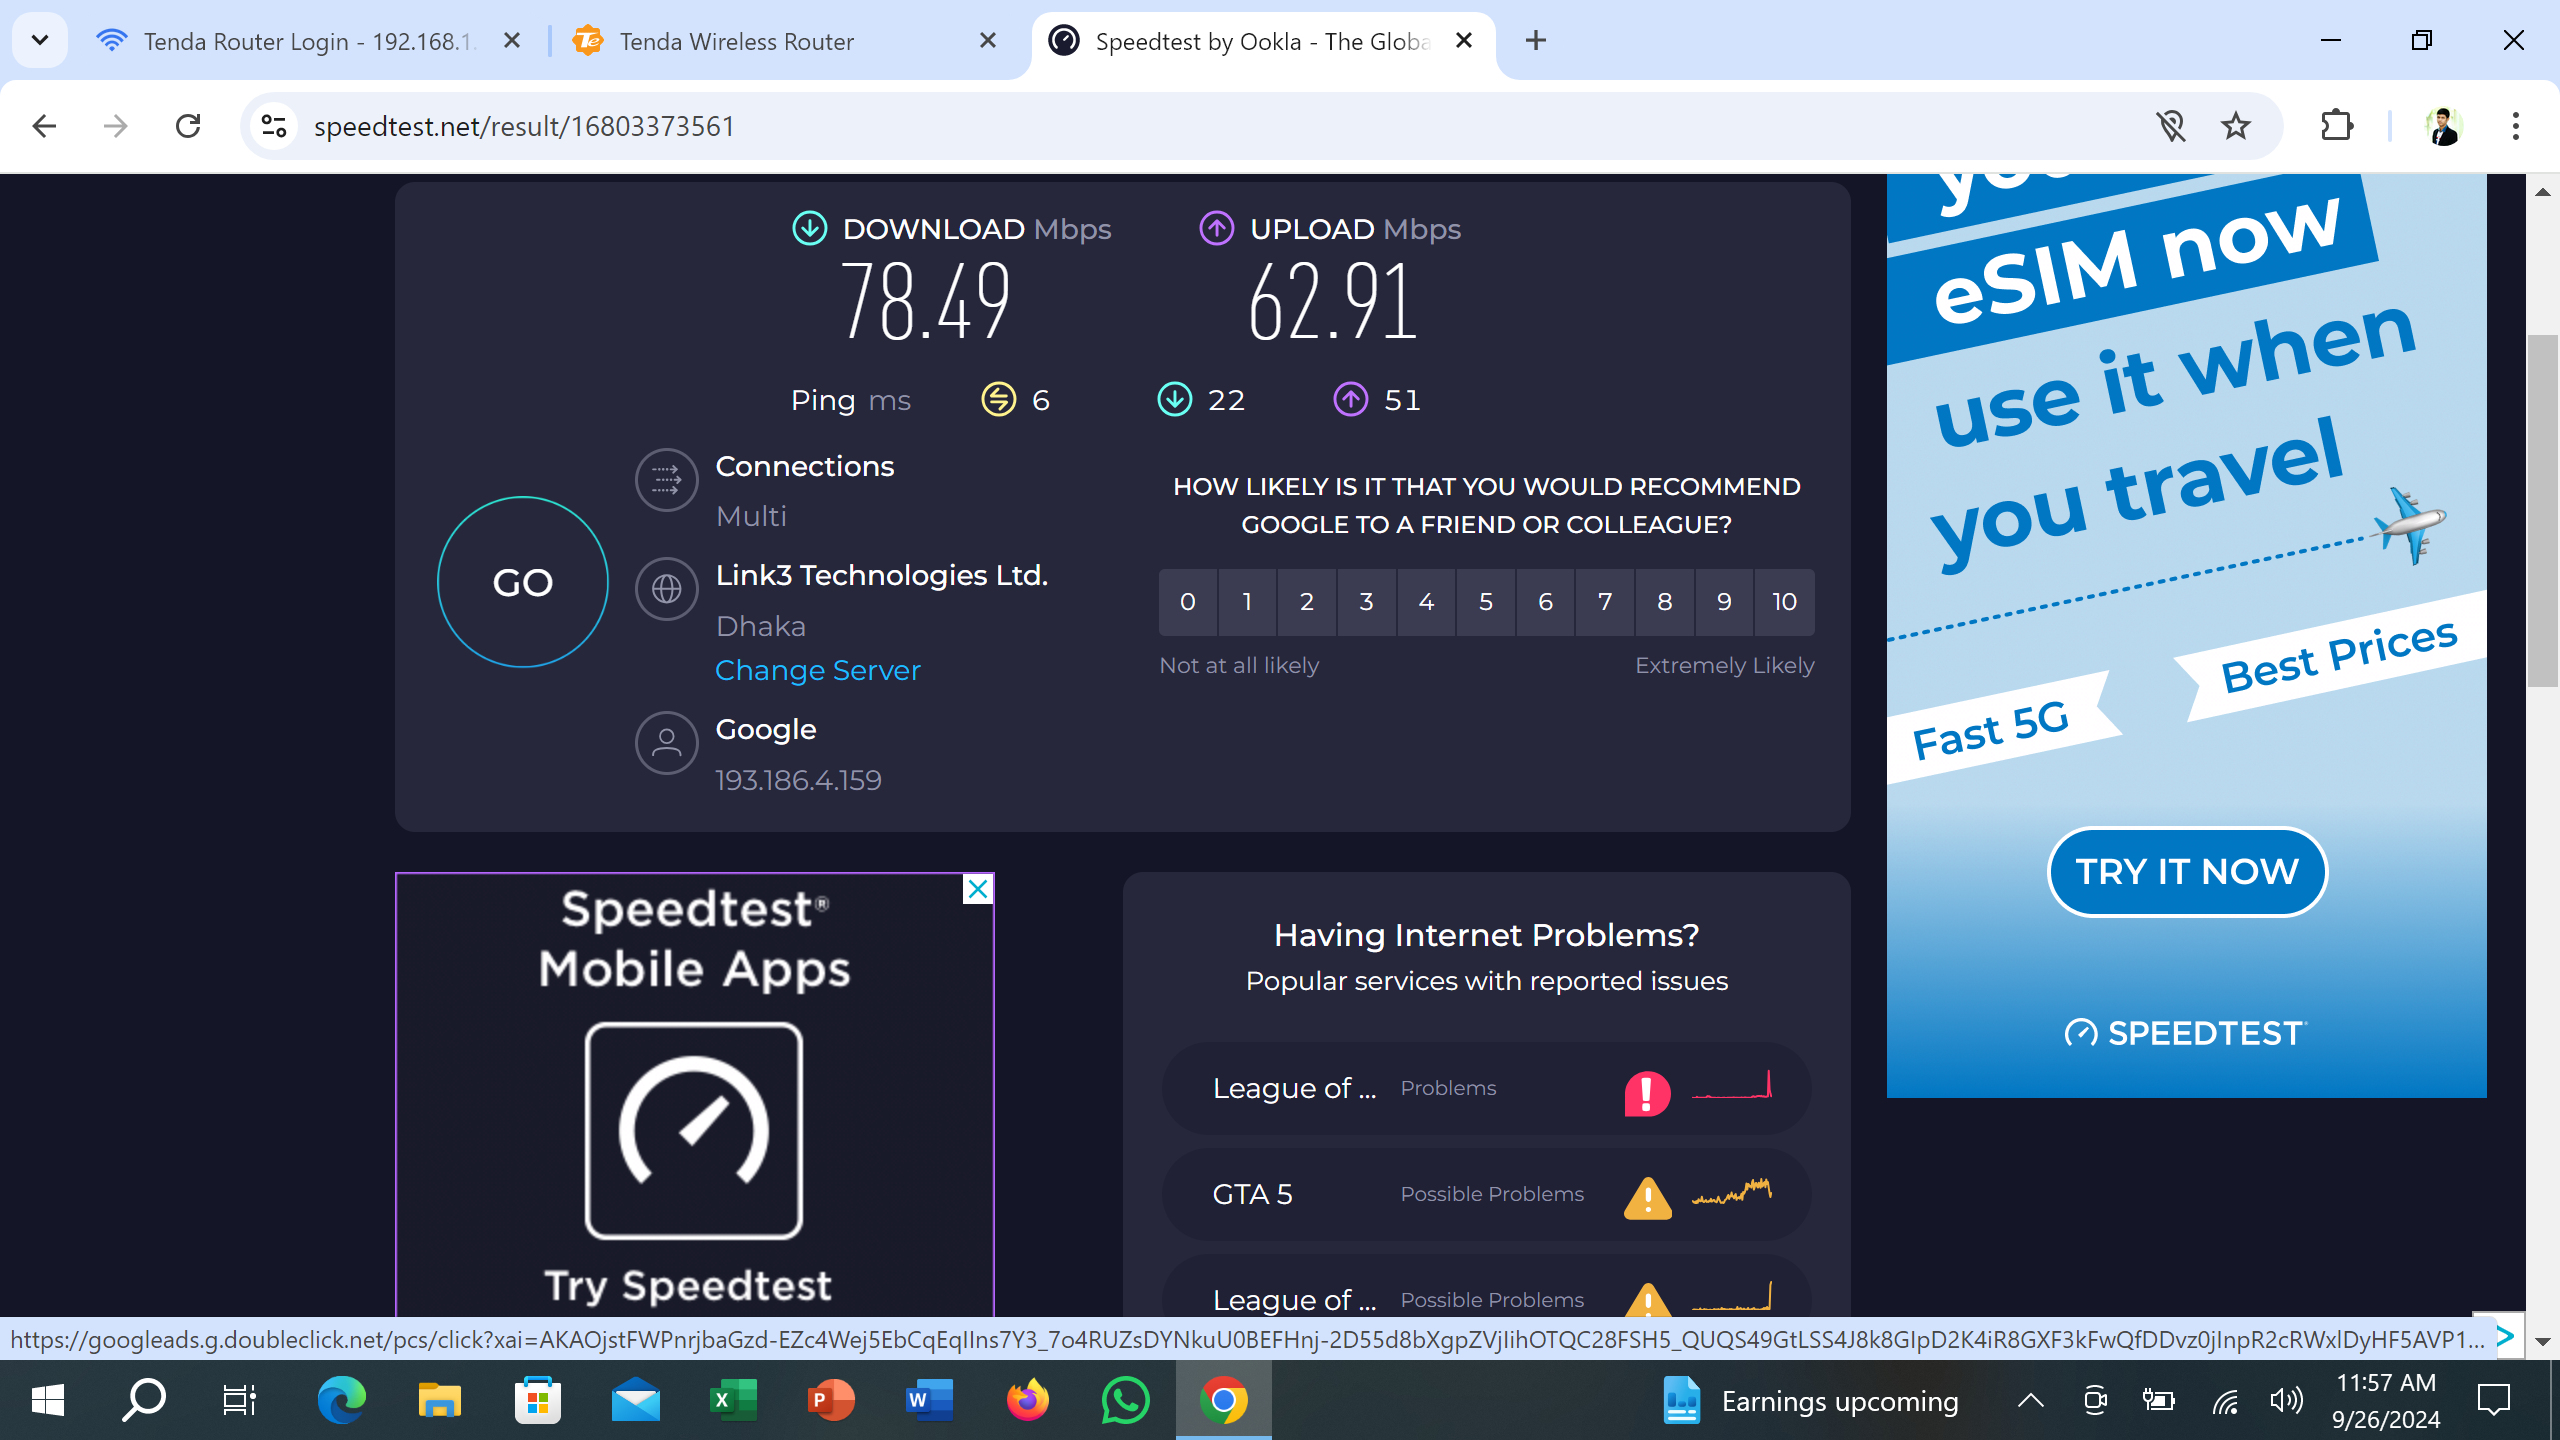 Tenda Router Login - 192.168.1.
Tenda Wireless Router
Speedtest by Ookla - The Globa
speedtest.net/result/16803373561
DOWNLOAD Mbps
78.49
UPLOAD Mbps
62.91
Ping ms 6 22 51
GO
Connections
Multi
Link3 Technologies Ltd.
Dhaka
Change Server
Google
193.186.4.159
HOW LIKELY IS IT THAT YOU WOULD RECOMMEND
GOOGLE TO A FRIEND OR COLLEAGUE?
0 1 2 3 4 5 6 7 8 9 10
Not at all likely Extremely Likely
eSIM now
use it when
you travel
Best Prices
Fast 5G
TRY IT NOW
SPEEDTEST
Speedtest®
Mobile Apps
Try Speedtest
Having Internet Problems?
Popular services with reported issues
League of ... Problems
GTA 5 Possible Problems
League of ... Possible Problems
https://googleads.g.doubleclick.net/pcs/click?xai=AKAOjstFWPnrjbaGzd-EZc4Wej5EbCqEqIIns7Y3_7o4RUZsDYNkuU0BEFHnj-2D55d8bXgpZVjIihOTQC28FSH5_QUQS49GtLSS4J8k8GIpD2K4iR8GXF3kFwQfDDvz0jInpR2cRWxlDyHF5AVP1...
Earnings upcoming
11:57 AM
9/26/2024